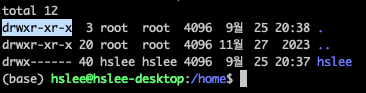 total 12
drwxr-xr-x  3 root  root  4096  9월  25 20:38 .
drwxr-xr-x 20 root  root  4096 11월  27  2023 ..
drwx------ 40 hslee hslee 4096  9월  25 20:37 hslee
(base) hslee@hslee-desktop:/home$